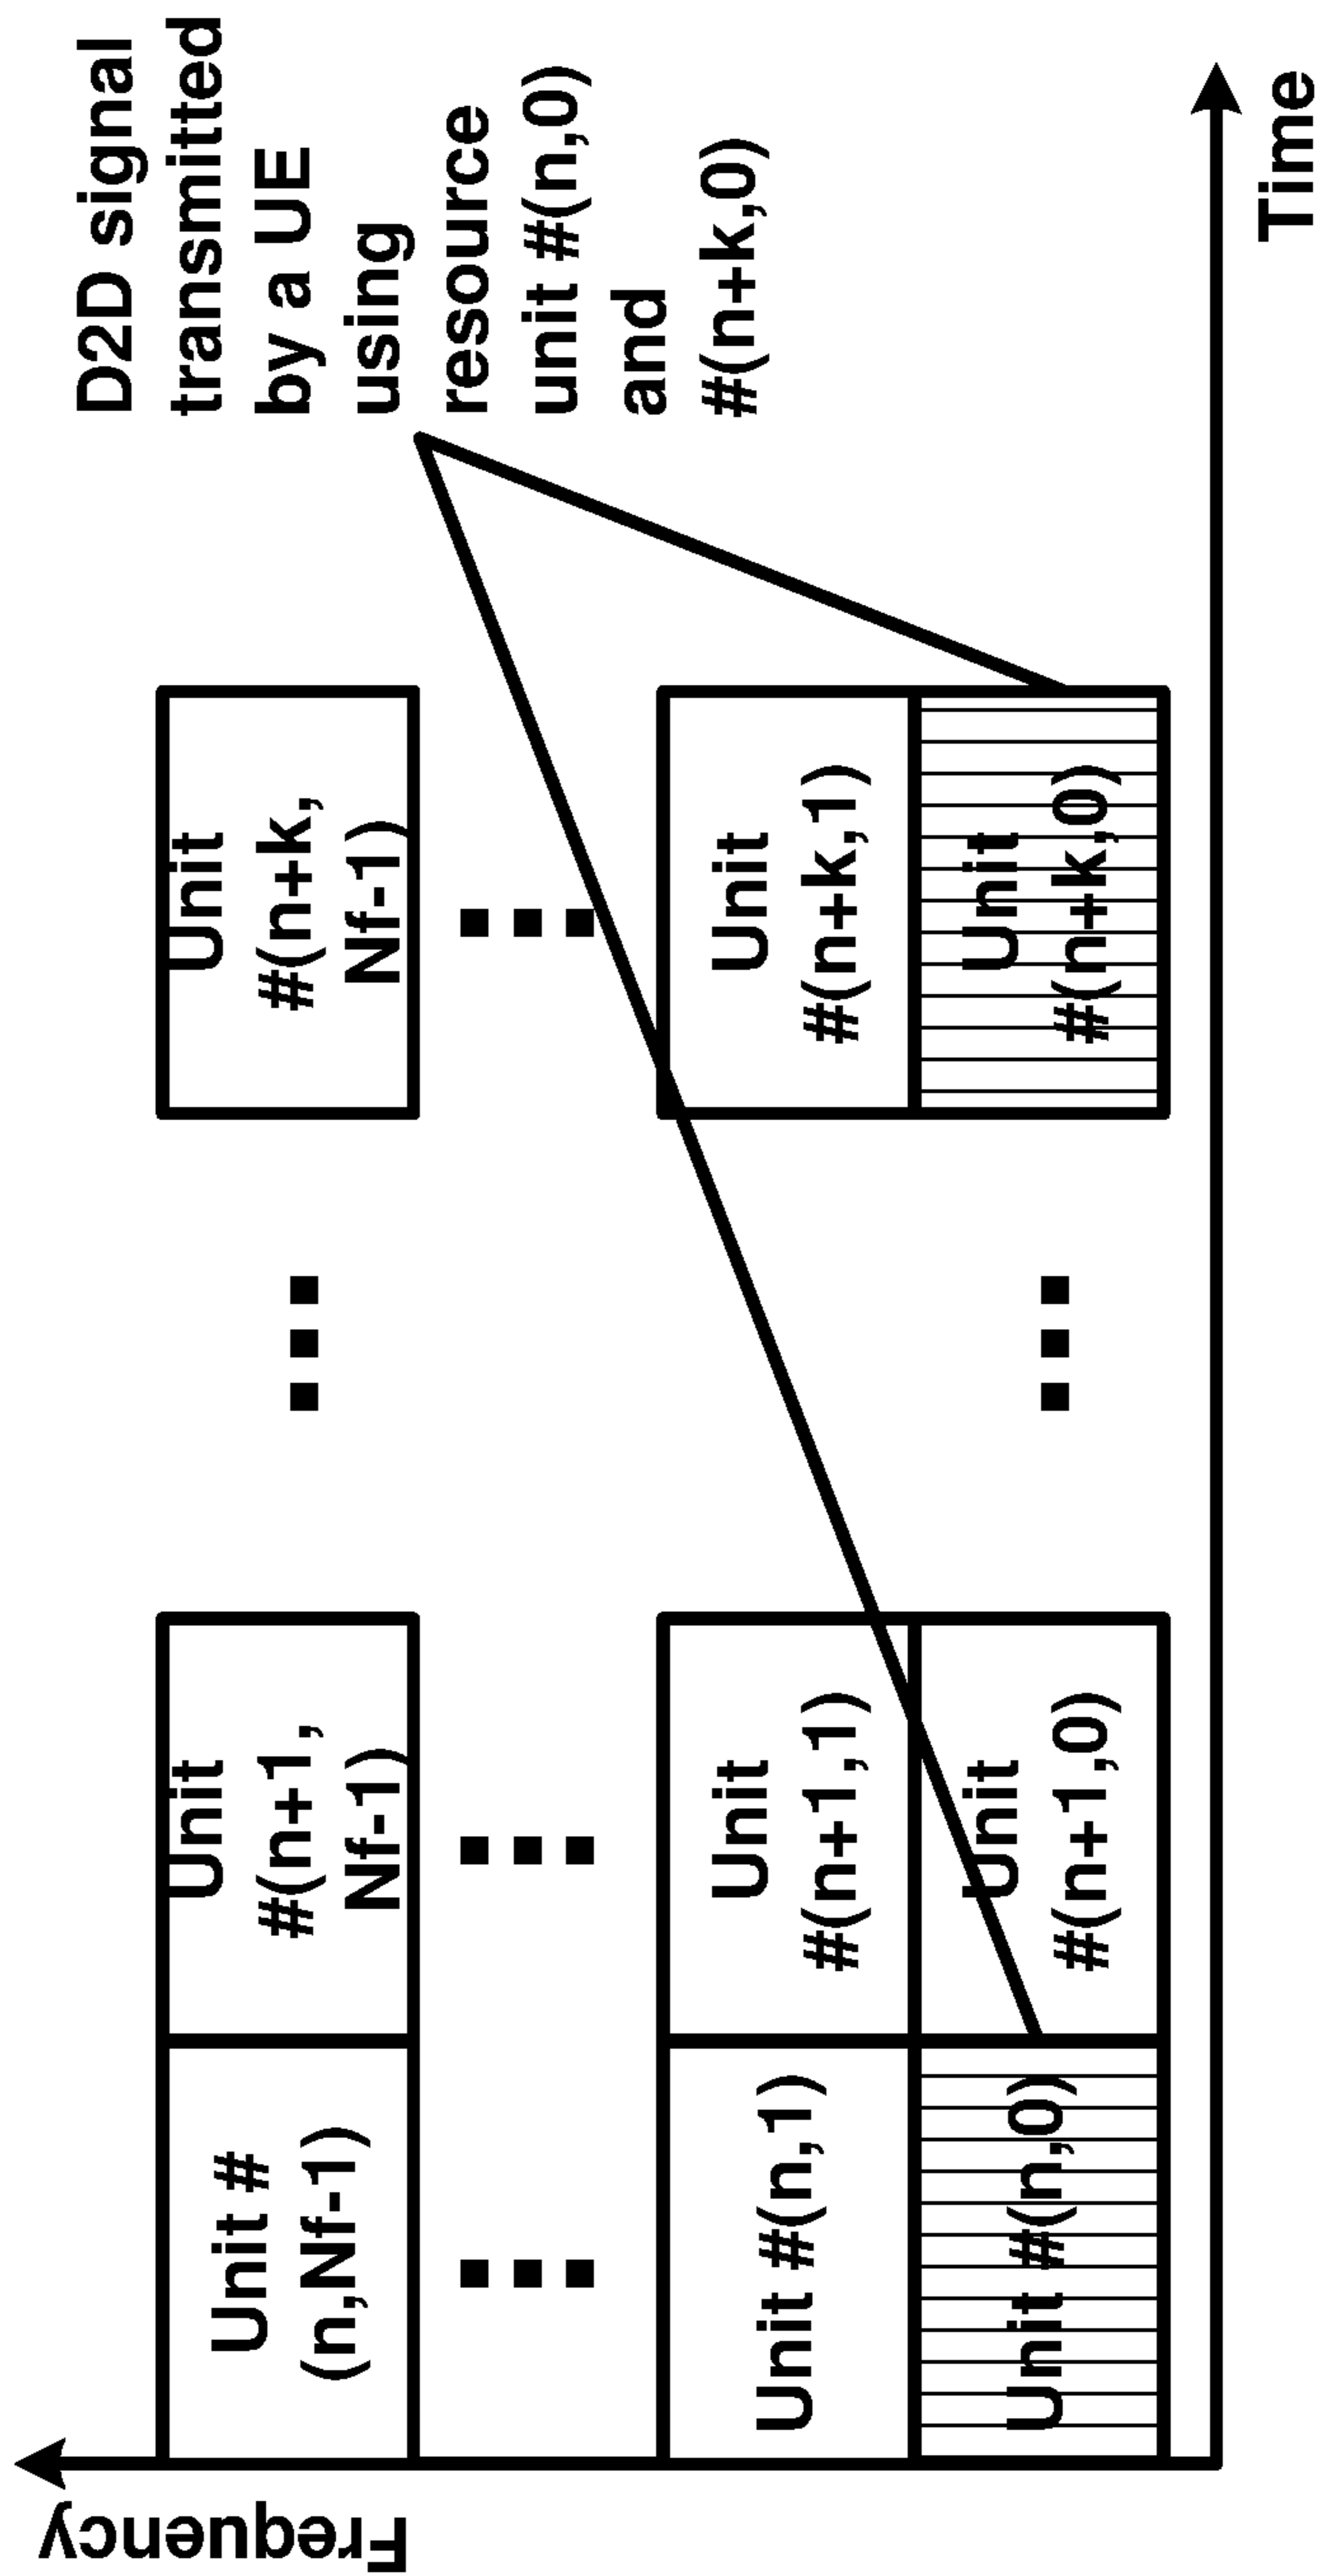 Frequency
Unit #
(n,Nf-1)
Unit
#(n+1,
Nf-1)
Unit
#(n+k,
Nf-1)
D2D signal
transmitted
by a UE
using
resource
unit #(n,0)
and
#(n+k,0)
Unit #(n,1)
Unit
#(n+1,1)
Unit
#(n+k,1)
Unit #(n,0)
Unit
#(n+1,0)
Unit
#(n+k,0)
Time